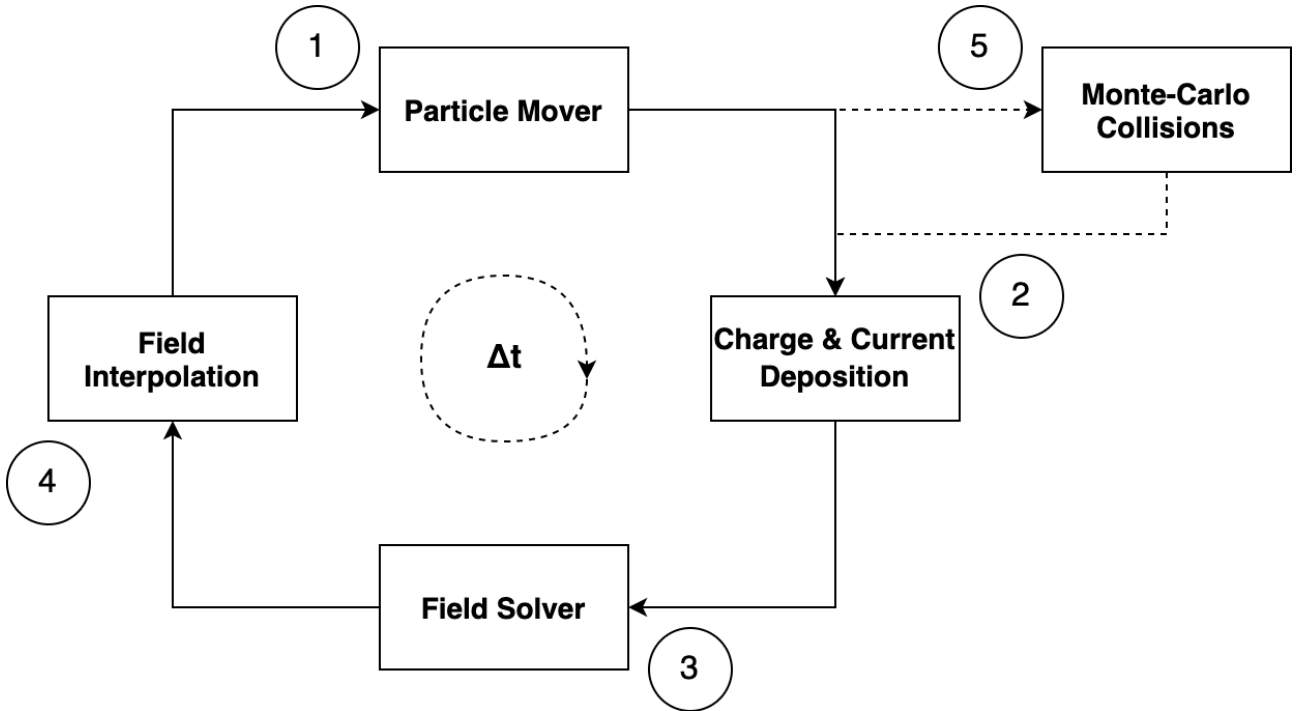 1
Particle Mover
5
Monte-Carlo
Collisions
2
Charge & Current
Deposition
Δt
Field
Interpolation
4
Field Solver
3